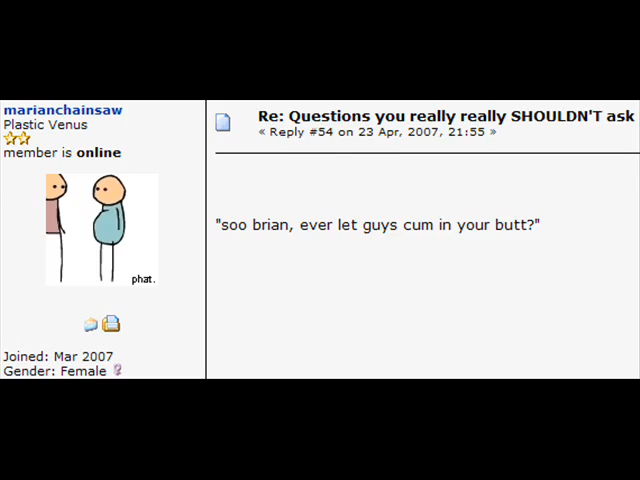 marianchainsaw
Plastic Venus
member is online
phat.
Joined: Mar 2007
Gender: Female
Re: Questions you really really SHOULDN'T ask
« Reply #54 on 23 Apr, 2007, 21:55 »
"soo brian, ever let guys cum in your butt?"